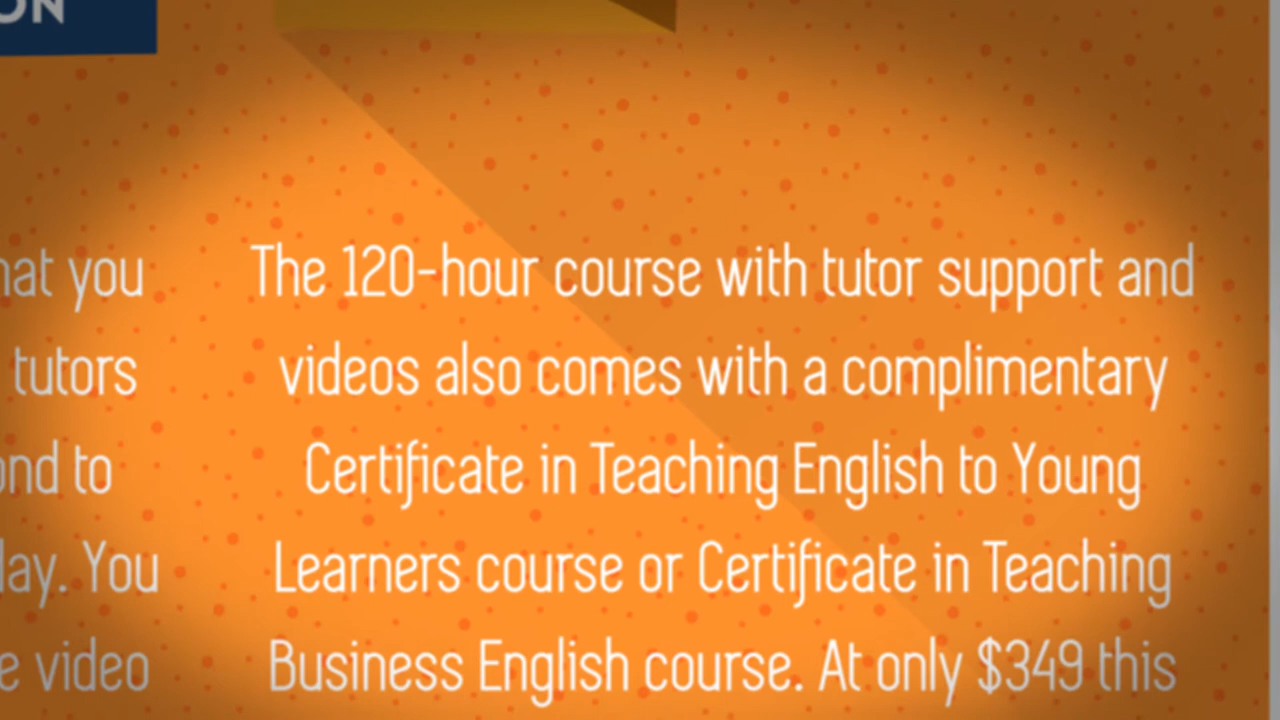 ON
hat you
tutors
ond to
lay. You
e video
The 120-hour course with tutor support and
videos also comes with a complimentary
Certificate in Teaching English to Young
Learners course or Certificate in Teaching
Business English course. At only $349 this